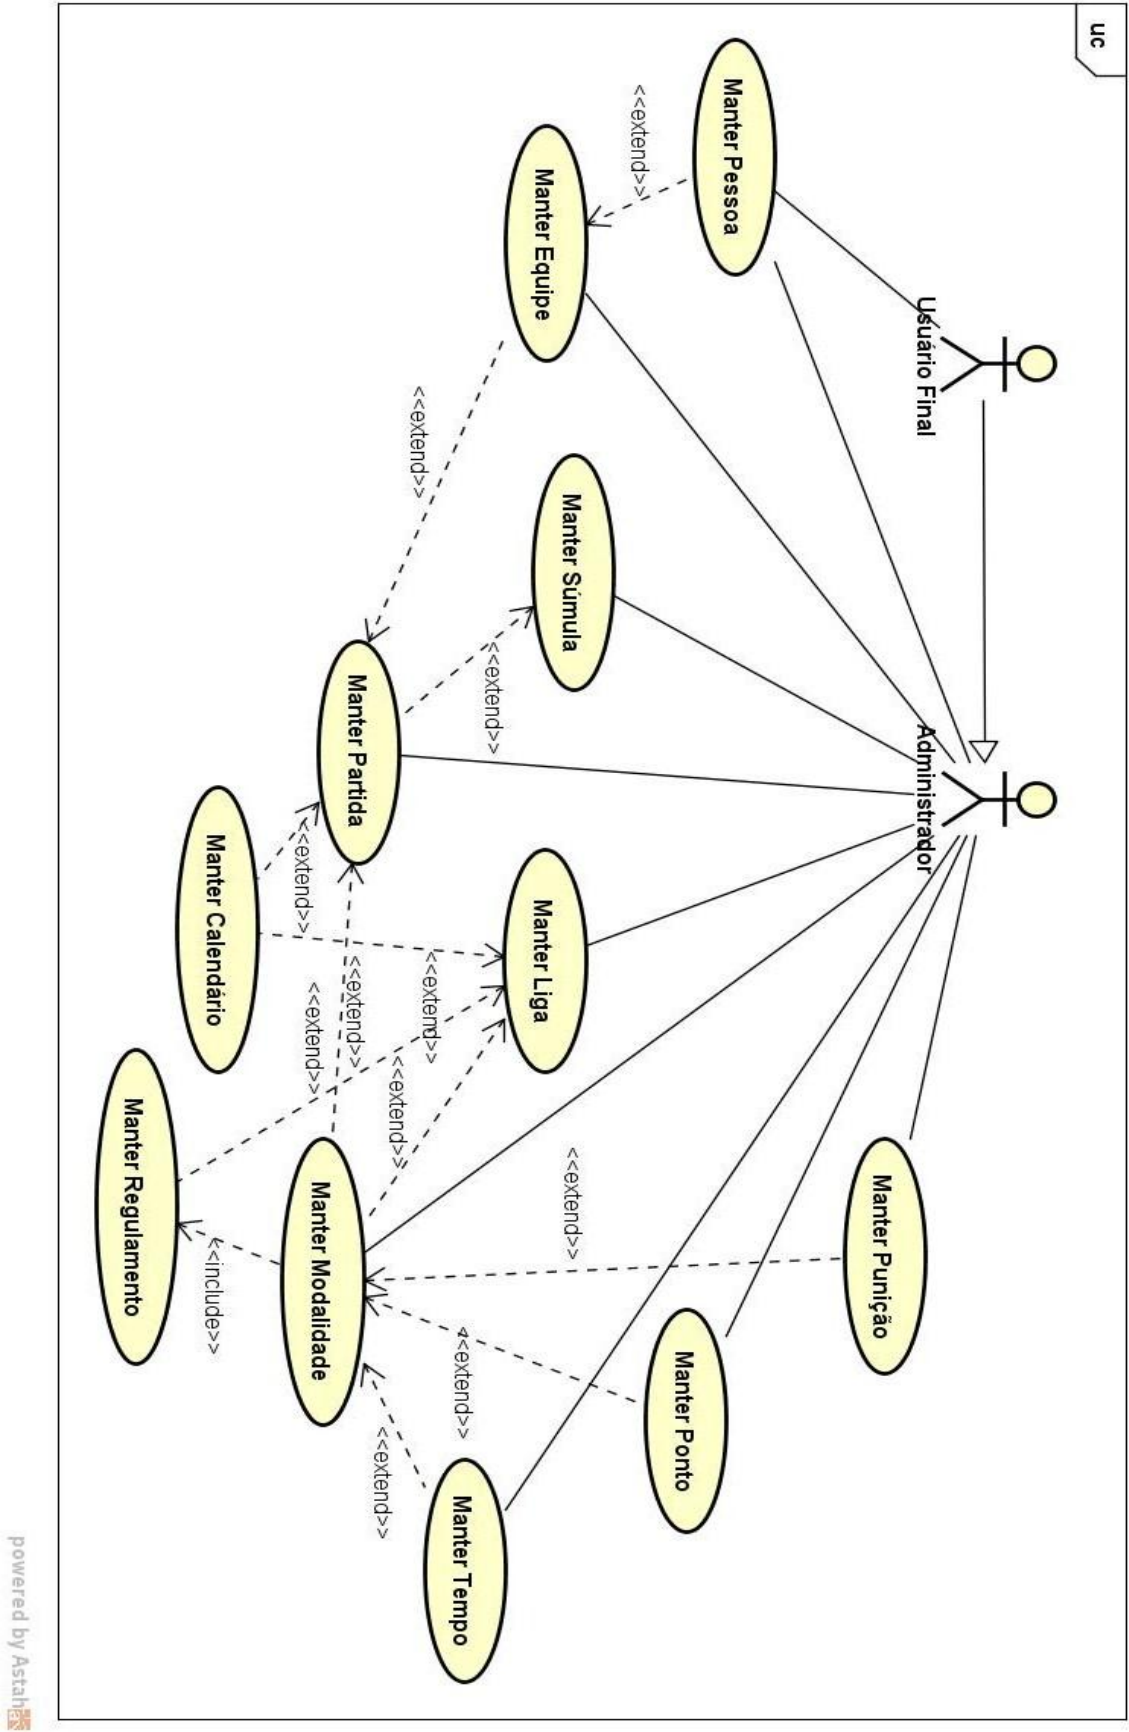 uc
Usuário Final
Administrador
Manter Pessoa
<<extend>>
Manter Equipe
<<extend>>
Manter Súmula
<<extend>>
Manter Partida
Manter Liga
<<extend>>
Manter Calendário
<<extend>>
<<extend>>
<<extend>>
<<extend>>
Manter Regulamento
<<include>>
Manter Modalidade
<<extend>>
Manter Punição
<<extend>>
Manter Ponto
<<extend>>
Manter Tempo
powered by Astah